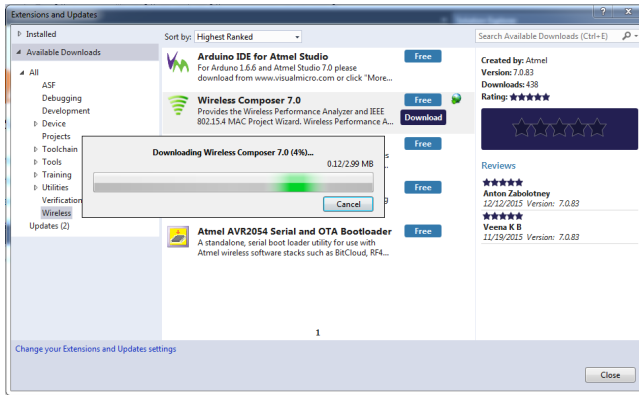 Extensions and Updates
Installed
Available Downloads
All
ASF
Debugging
Development
Device
Projects
Toolchain
Tools
Training
Utilities
Verification
Wireless
Updates (2)
Sort by: Highest Ranked
Arduino IDE for Atmel Studio
Free
For Arduno 1.6.6 and Atmel Studio 7.0 please
download from www.visualmicro.com or click "More...
Wireless Composer 7.0
Free
Provides the Wireless Performance Analyzer and IEEE
802.15.4 MAC Project Wizard. Wireless Performance A...
Download
Free
Downloading Wireless Composer 7.0 (4%)...
0.12/2.99 MB
Cancel
Free
Atmel AVR2054 Serial and OTA Bootloader
Free
A standalone, serial boot loader utility for use with
Atmel wireless software stacks such as BitCloud, RF4...
1
Search Available Downloads (Ctrl+E)
Created by: Atmel
Version: 7.0.83
Downloads: 438
Rating:
Reviews
Anton Zabolotney
12/12/2015 Version: 7.0.83
Veena K B
11/19/2015 Version: 7.0.83
Change your Extensions and Updates settings
Close